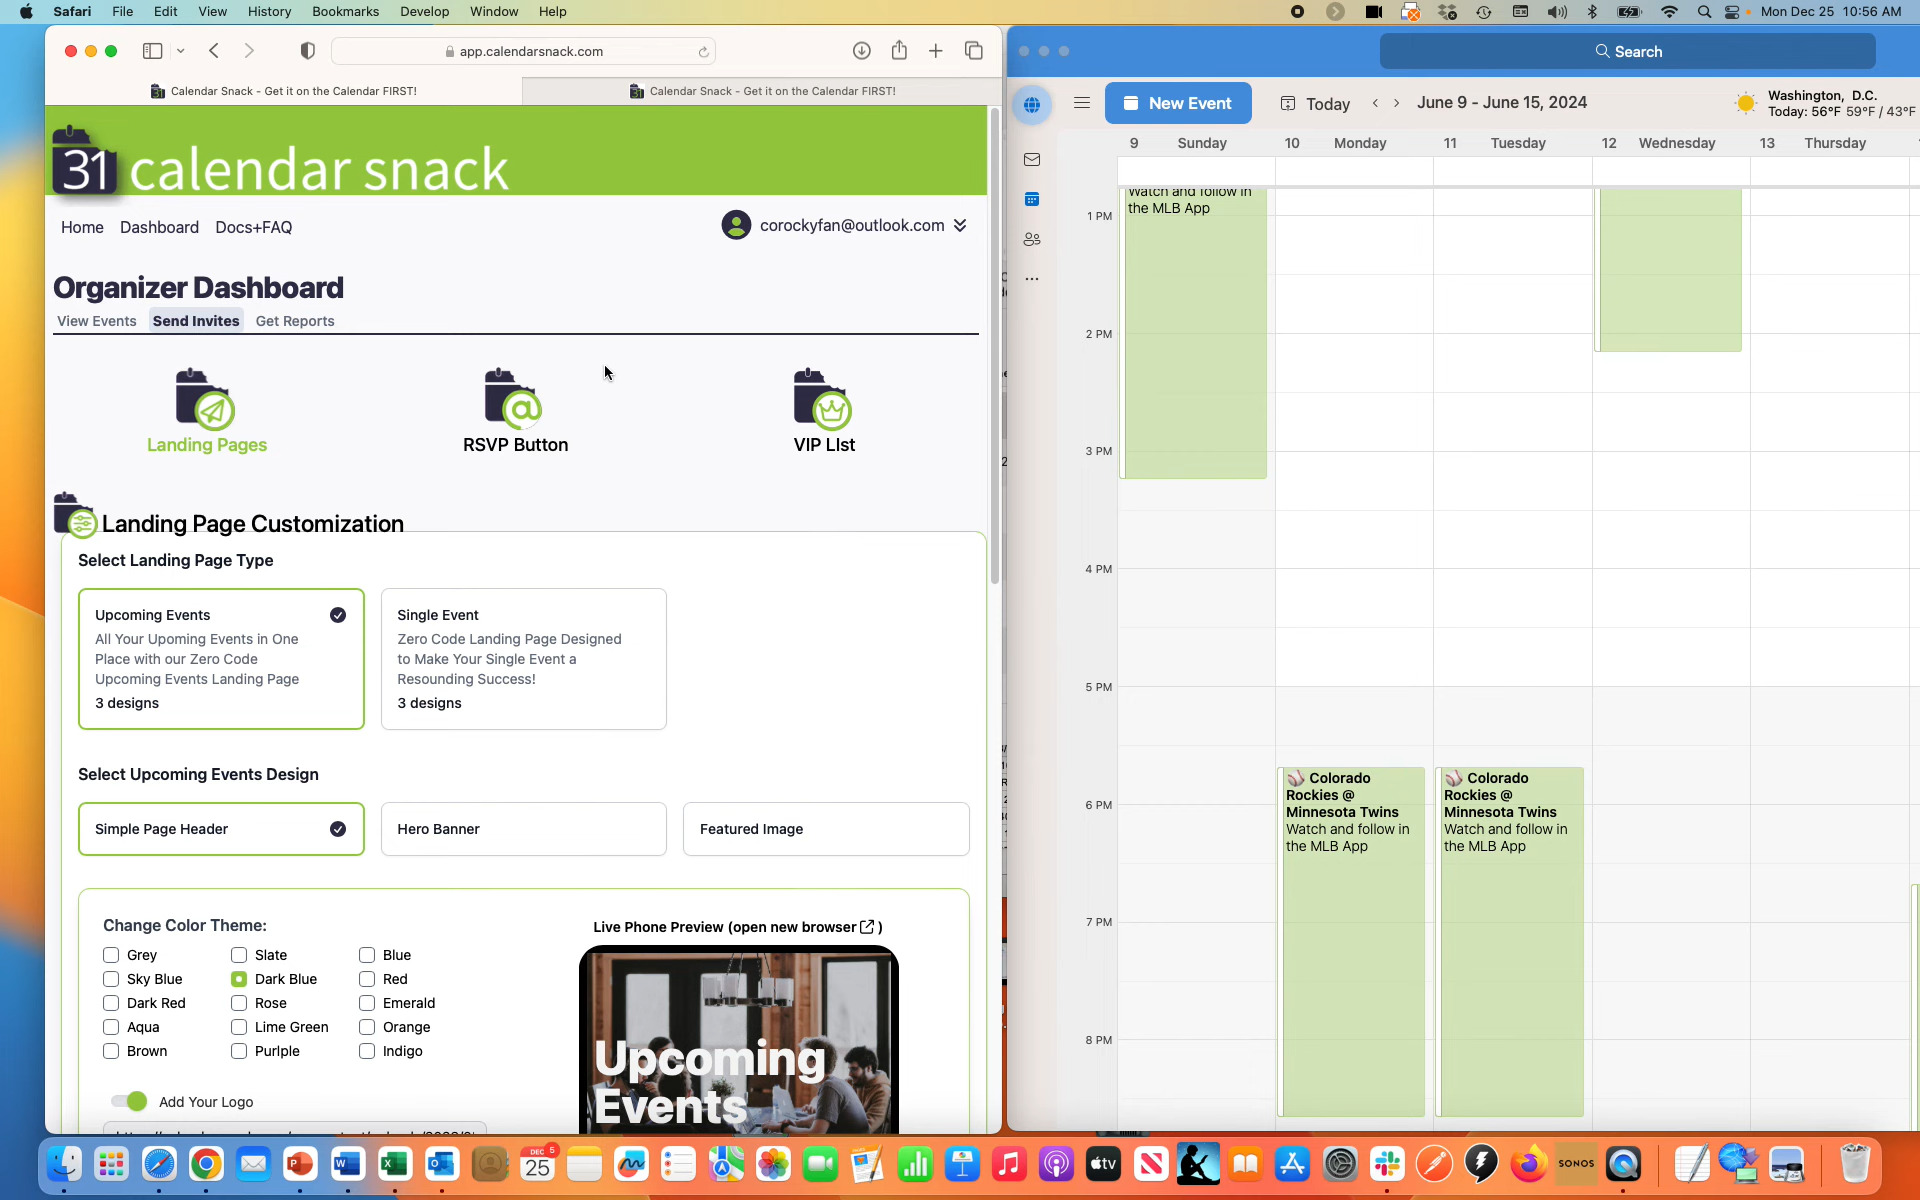 Safari File Edit View History Bookmarks Develop Window Help
Mon Dec 25 10:56 AM
app.calendarsnack.com
Calendar Snack - Get it on the Calendar FIRST!
Calendar Snack - Get it on the Calendar FIRST!
31 calendar snack
Home Dashboard Docs+FAQ
corockyfan@outlook.com
Organizer Dashboard
View Events Send Invites Get Reports
Landing Pages
RSVP Button
VIP LIst
Landing Page Customization
Select Landing Page Type
Upcoming Events
All Your Upoming Events in One
Place with our Zero Code
Upcoming Events Landing Page
3 designs
Single Event
Zero Code Landing Page Designed
to Make Your Single Event a
Resounding Success!
3 designs
Select Upcoming Events Design
Simple Page Header
Hero Banner
Featured Image
Change Color Theme:
Grey Slate Blue
Sky Blue Dark Blue Red
Dark Red Rose Emerald
Aqua Lime Green Orange
Brown Purlple Indigo
Add Your Logo
Live Phone Preview (open new browser )
Upcoming
Events
Search
New Event
Today
June 9 - June 15, 2024
Washington, D.C.
Today: 56°F 59°F / 43°F
9 Sunday 10 Monday 11 Tuesday 12 Wednesday 13 Thursday
Watch and follow in
the MLB App
1 PM
2 PM
3 PM
4 PM
5 PM
6 PM
7 PM
8 PM
Colorado
Rockies @
Minnesota Twins
Watch and follow in
the MLB App
Colorado
Rockies @
Minnesota Twins
Watch and follow in
the MLB App
DEC
5
25
tv
SONOS